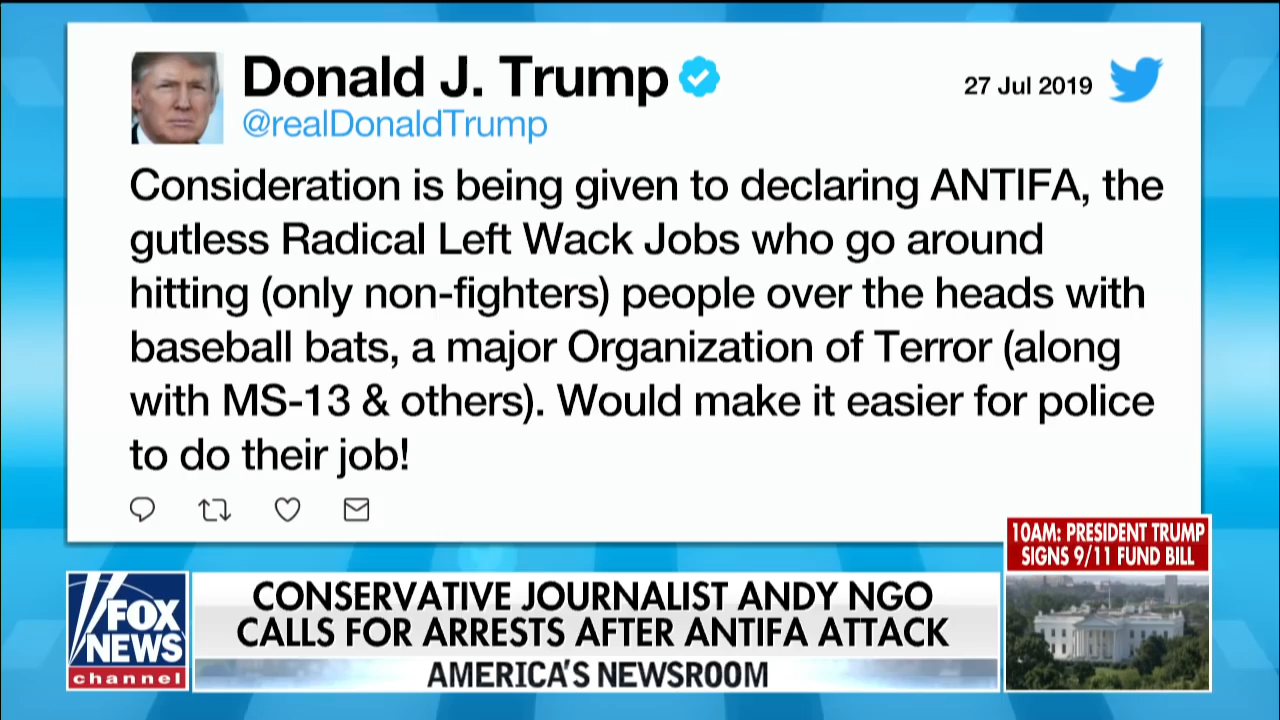 Donald J. Trump
@realDonaldTrump
27 Jul 2019
Consideration is being given to declaring ANTIFA, the
gutless Radical Left Wack Jobs who go around
hitting (only non-fighters) people over the heads with
baseball bats, a major Organization of Terror (along
with MS-13 & others). Would make it easier for police
to do their job!
10AM: PRESIDENT TRUMP
SIGNS 9/11 FUND BILL
FOX
NEWS
channel
CONSERVATIVE JOURNALIST ANDY NGO
CALLS FOR ARRESTS AFTER ANTIFA ATTACK
AMERICA'S NEWSROOM